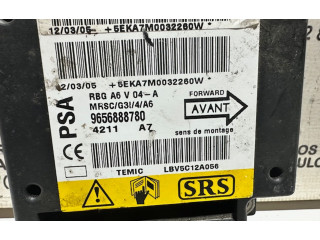 12/03/05- +5EKA7M0032260W*
12/03/05 +5EKA7M0032260W*
PSA
RBG A6 V 04-A
MRSC/G3I/4/A6
9656888780
4211 A7
FORWARD
AVANT
sens de montage
CE
TEMIC LBV5C12A056
SRS